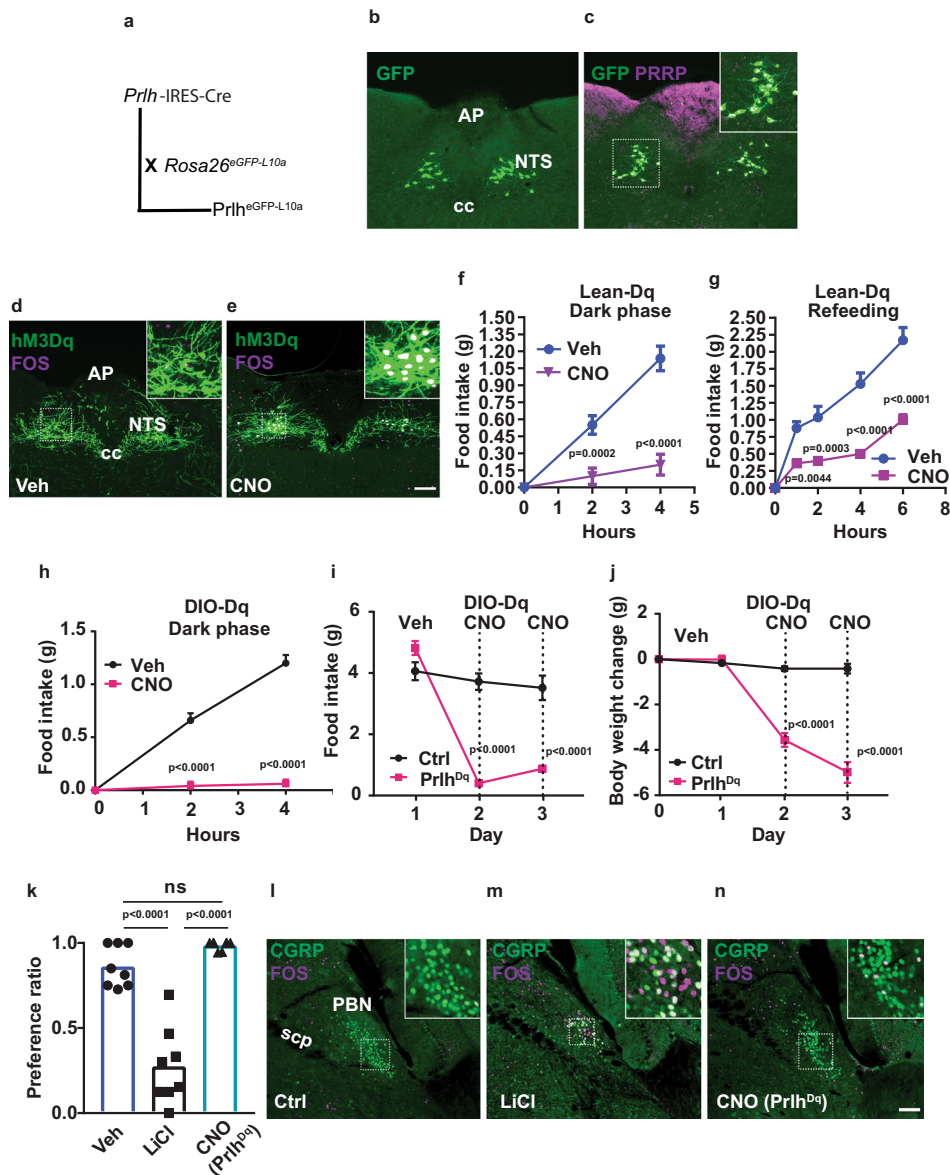 a
Prlh-IRES-Cre
X Rosa26eGFP-L10a
PrlheGFP-L10a
b
GFP
AP
NTS
cc
c
GFP PRRP
d
hM3Dq
FOS
AP
NTS
cc
Veh
e
CNO
f
Lean-Dq
Dark phase
Food intake (g)
1.50
1.35
1.20
1.05
0.90
0.75
0.60
0.45
0.30
0.15
0.00
Veh
CNO
p=0.0002
p<0.0001
0 1 2 3 4 5
Hours
g
Lean-Dq
Refeeding
Food intake (g)
2.50
2.25
2.00
1.75
1.50
1.25
1.00
0.75
0.50
0.25
0.00
p<0.0001
p<0.0001
p=0.0003
p=0.0044
Veh
CNO
0 2 4 6 8
Hours
h
DIO-Dq
Dark phase
Food intake (g)
1.5
1.0
0.5
0.0
Veh
CNO
p<0.0001
p<0.0001
0 1 2 3 4
Hours
i
DIO-Dq
Veh
CNO
CNO
Food intake (g)
6
4
2
0
p<0.0001
p<0.0001
Ctrl
PrlhDq
1 2 3
Day
j
DIO-Dq
Veh
CNO
CNO
Body weight change (g)
2
0
-2
-4
-6
p<0.0001
p<0.0001
Ctrl
PrlhDq
0 1 2 3
Day
k
ns
p<0.0001
p<0.0001
Preference ratio
1.0
0.5
0.0
Veh
LiCl
CNO
(PrlhDq)
l
CGRP
FOS
PBN
scp
Ctrl
m
CGRP
FOS
LiCl
n
CGRP
FOS
CNO (PrlhDq)